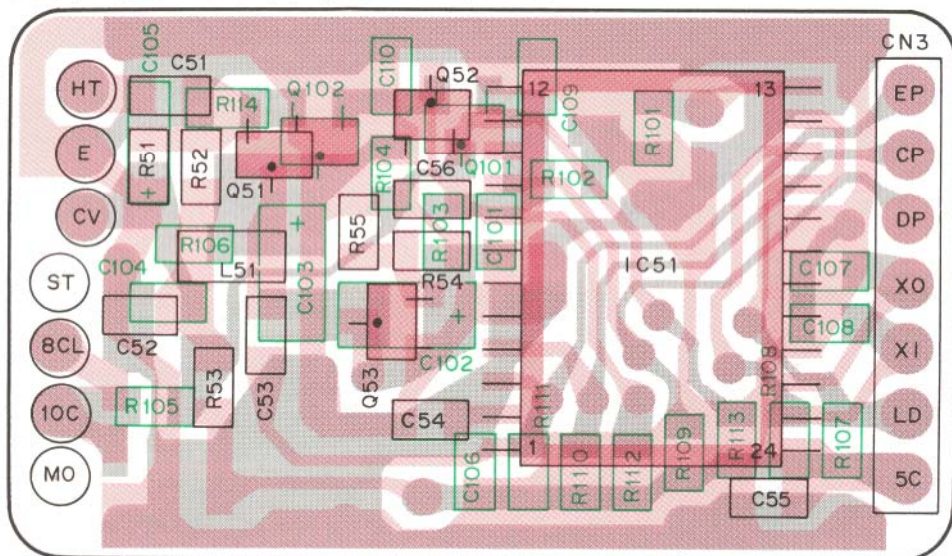 CN3
C105
C51
C110
Q52
HT
R114
Q102
12
13
C109
EP
R101
E
R51
R52
Q51
R104
C56
Q101
R102
CP
+
CV
R106
L51
+
C103
R55
R103
C101
DP
R54
IC51
ST
C104
C107
XO
C52
C53
+
C108
8CL
R53
Q53
C102
R108
XI
10C
R105
C54
R111
R107
LD
MO
C106
1
R110
R112
R109
R113
24
C55
5C